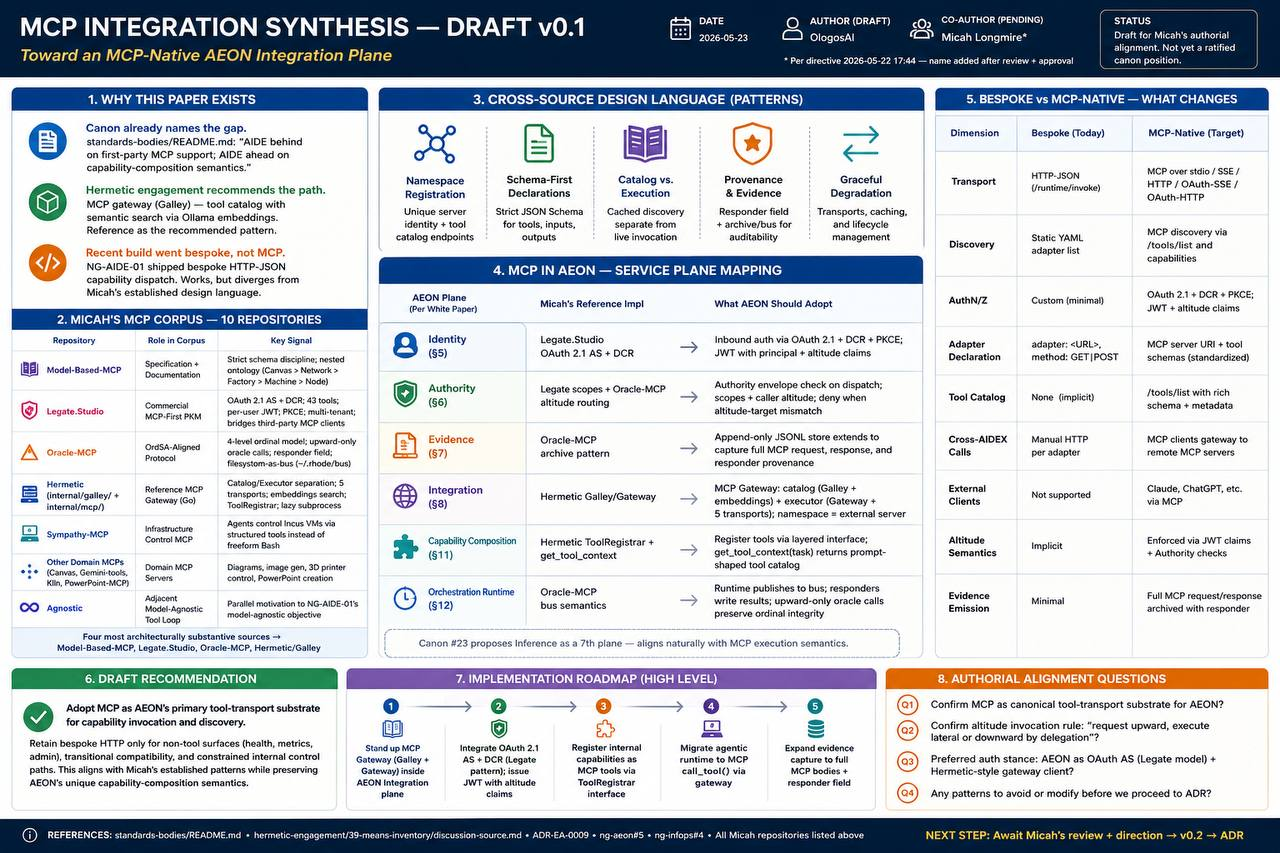 MCP INTEGRATION SYNTHESIS — DRAFT v0.1
Toward an MCP-Native AEON Integration Plane
DATE
2026-05-23
AUTHOR (DRAFT)
OlogosAI
CO-AUTHOR (PENDING)
Micah Longmire*
* Per directive 2026-05-22 17:44 — name added after review + approval
STATUS
Draft for Micah's authorial
alignment. Not yet a ratified
canon position.
1. WHY THIS PAPER EXISTS
Canon already names the gap.
standards-bodies/README.md: "AIDE behind
on first-party MCP support; AIDE ahead on
capability-composition semantics."
Hermetic engagement recommends the path.
MCP gateway (Galley) — tool catalog with
semantic search via Ollama embeddings.
Reference as the recommended pattern.
Recent build went bespoke, not MCP.
NG-AIDE-01 shipped bespoke HTTP-JSON
capability dispatch. Works, but diverges from
Micah's established design language.
2. MICAH'S MCP CORPUS — 10 REPOSITORIES
Repository
Role in Corpus
Key Signal
Model-Based-MCP
Specification +
Documentation
Strict schema discipline; nested
ontology (Canvas > Network >
Factory > Machine > Node)
Legate.Studio
Commercial
MCP-First PKM
OAuth 2.1 AS + DCR; 43 tools;
per-user JWT; PKCE; multi-tenant;
bridges third-party MCP clients
Oracle-MCP
OrdSA-Aligned
Protocol
4-level ordinal model; upward-only
oracle calls; responder field;
filesystom-as-bus (~/.rhode/bus)
Hermetic
(internal/galley/ +
internal/mcp/)
Reference MCP
Gateway (Go)
Catalog/Executor separation; 5
transports; embeddings search;
ToolRegistrar; lazy subprocess
Sympathy-MCP
Infrastructure
Control MCP
Agents control Incus VMs via
structured tools instead of
freeform Bash
Other Domain MCPs
(Canvas, Gemini-tools,
Klln, PowerPoint-MCP)
Domain MCP
Servers
Diagrams, image gen, 3D printer
control, PowerPoint creation
Agnostic
Adjacent
Model-Agnostic
Tool Loop
Parallel motivation to NG-AIDE-01's
model-agnostic objective
Four most architecturally substantive sources →
Model-Based-MCP, Legate.Studio, Oracle-MCP, Hermetic/Galley
3. CROSS-SOURCE DESIGN LANGUAGE (PATTERNS)
Namespace
Registration
Unique server
identity + tool
catalog endpoints
Schema-First
Declarations
Strict JSON Schema
for tools, inputs,
outputs
Catalog vs.
Execution
Cached discovery
separate from
live invocation
Provenance
& Evidence
Responder field
+ archive/bus for
auditability
Graceful
Degradation
Transports, caching,
and lifecycle
management
4. MCP IN AEON — SERVICE PLANE MAPPING
AEON Plane
(Per White Paper)
Micah's Reference Impl
What AEON Should Adopt
Identity
(§5)
Legate.Studio
OAuth 2.1 AS + DCR
→
Inbound auth via OAuth 2.1 + DCR + PKCE;
JWT with principal + altitude claims
Authority
(§6)
Legate scopes + Oracle-MCP
altitude routing
→
Authority envelope check on dispatch;
scopes + caller altitude; deny when
altitude-target mismatch
Evidence
(§7)
Oracle-MCP
archive pattern
→
Append-only JSONL store extends to
capture full MCP request, response, and
responder provenance
Integration
(§8)
Hermetic Galley/Gateway
→
MCP Gateway: catalog (Galley +
embeddings) + executor (Gateway +
5 transports); namespace = external server
Capability Composition
(§11)
Hermetic ToolRegistrar +
get_tool_context
→
Register tools via layered interface;
get_tool_context(task) returns prompt-
shaped tool catalog
Orchestration Runtime
(§12)
Oracle-MCP
bus semantics
→
Runtime publishes to bus; responders
write results; upward-only oracle calls
preserve ordinal integrity
Canon #23 proposes Inference as a 7th plane — aligns naturally with MCP execution semantics.
5. BESPOKE vs MCP-NATIVE — WHAT CHANGES
Dimension
Bespoke (Today)
MCP-Native (Target)
Transport
HTTP-JSON
(/runtime/invoke)
MCP over stdio / SSE /
HTTP / OAuth-SSE /
OAuth-HTTP
Discovery
Static YAML
adapter list
MCP discovery via
/tools/list and
capabilities
AuthN/Z
Custom (minimal)
OAuth 2.1 + DCR + PKCE;
JWT + altitude claims
Adapter
Declaration
adapter: <URL>,
method: GET|POST
MCP server URI + tool
schemas (standardized)
Tool Catalog
None (implicit)
/tools/list with rich
schema + metadata
Cross-AIDEX
Calls
Manual HTTP
per adapter
MCP clients gateway to
remote MCP servers
External
Clients
Not supported
Claude, ChatGPT, etc.
via MCP
Altitude
Semantics
Implicit
Enforced via JWT claims
+ Authority checks
Evidence
Emission
Minimal
Full MCP request/response
archived with responder
6. DRAFT RECOMMENDATION
Adopt MCP as AEON's primary tool-transport substrate
for capability invocation and discovery.
Retain bespoke HTTP only for non-tool surfaces (health, metrics,
admin), transitional compatibility, and constrained internal control
paths. This aligns with Micah's established patterns while preserving
AEON's unique capability-composition semantics.
7. IMPLEMENTATION ROADMAP (HIGH LEVEL)
1
Stand up MCP
Gateway (Galley +
Gateway) inside
AEON Integration
plane
2
Integrate OAuth 2.1
AS + DCR (Legate
pattern); issue
JWT with altitude
claims
3
Register internal
capabilities as
MCP tools via
ToolRegistrar
interface
4
Migrate agentic
runtime to MCP
call_tool() via
gateway
5
Expand evidence
capture to full
MCP bodies +
responder field
8. AUTHORIAL ALIGNMENT QUESTIONS
Q1 Confirm MCP as canonical tool-transport substrate for AEON?
Q2 Confirm altitude invocation rule: "request upward, execute
lateral or downward by delegation"?
Q3 Preferred auth stance: AEON as OAuth AS (Legate model) +
Hermetic-style gateway client?
Q4 Any patterns to avoid or modify before we proceed to ADR?
REFERENCES: standards-bodies/README.md • hermetic-engagement/39-means-inventory/discussion-source.md • ADR-EA-0009 • ng-aeon#5 • ng-infops#4 • All Micah repositories listed above
NEXT STEP: Await Micah's review + direction → v0.2 → ADR